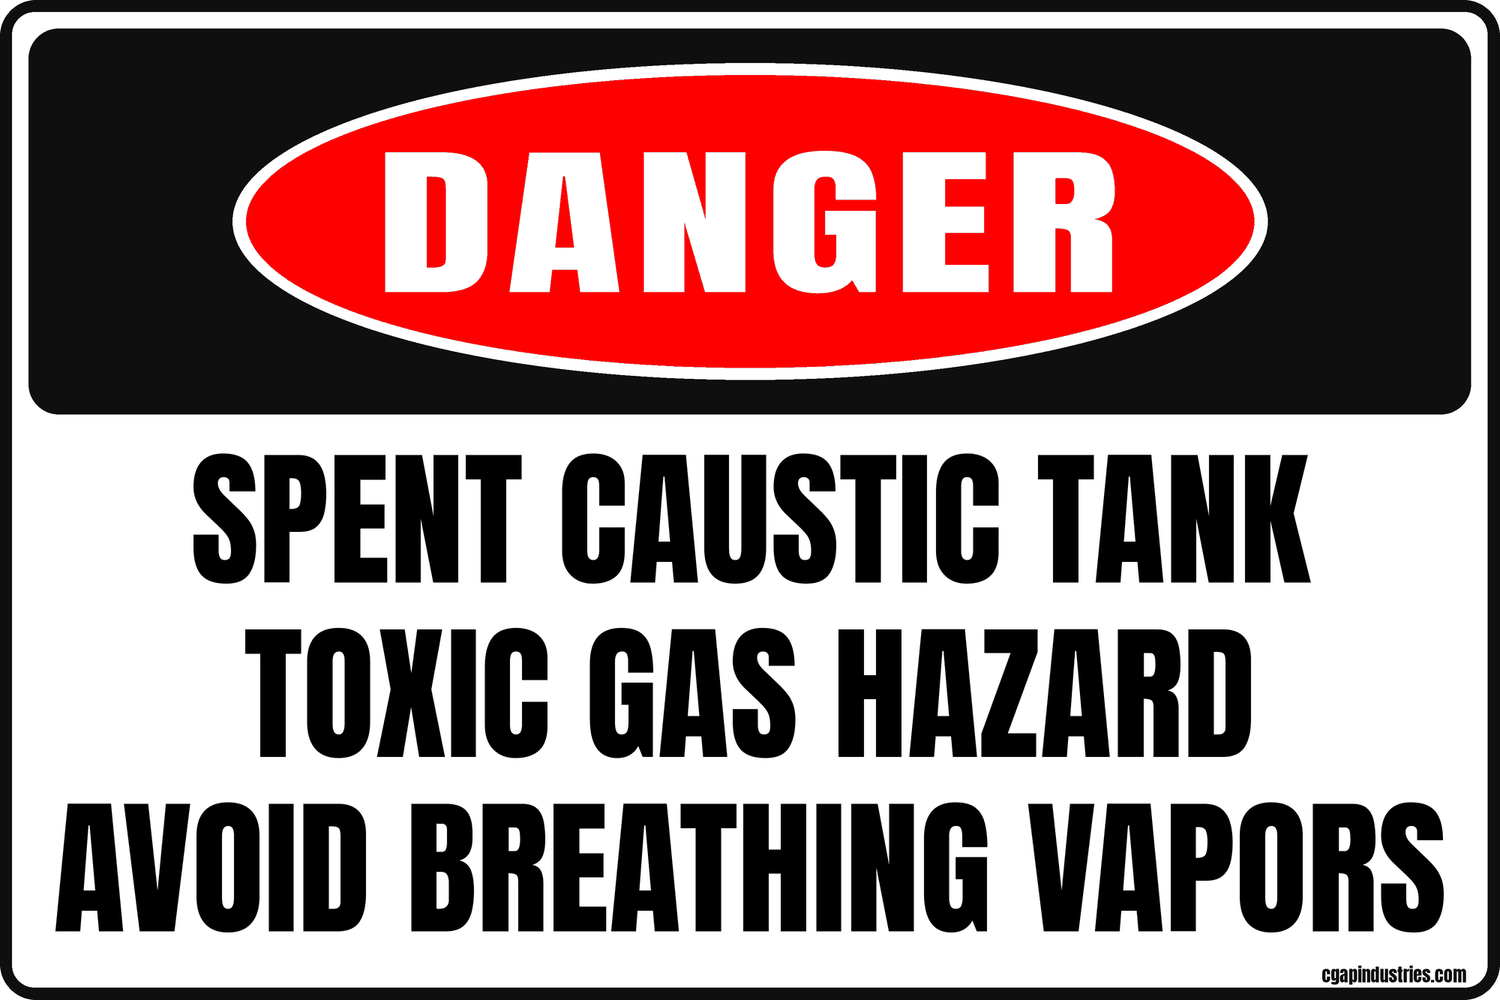 DANGER
SPENT CAUSTIC TANK
TOXIC GAS HAZARD
AVOID BREATHING VAPORS
cgapindustries.com